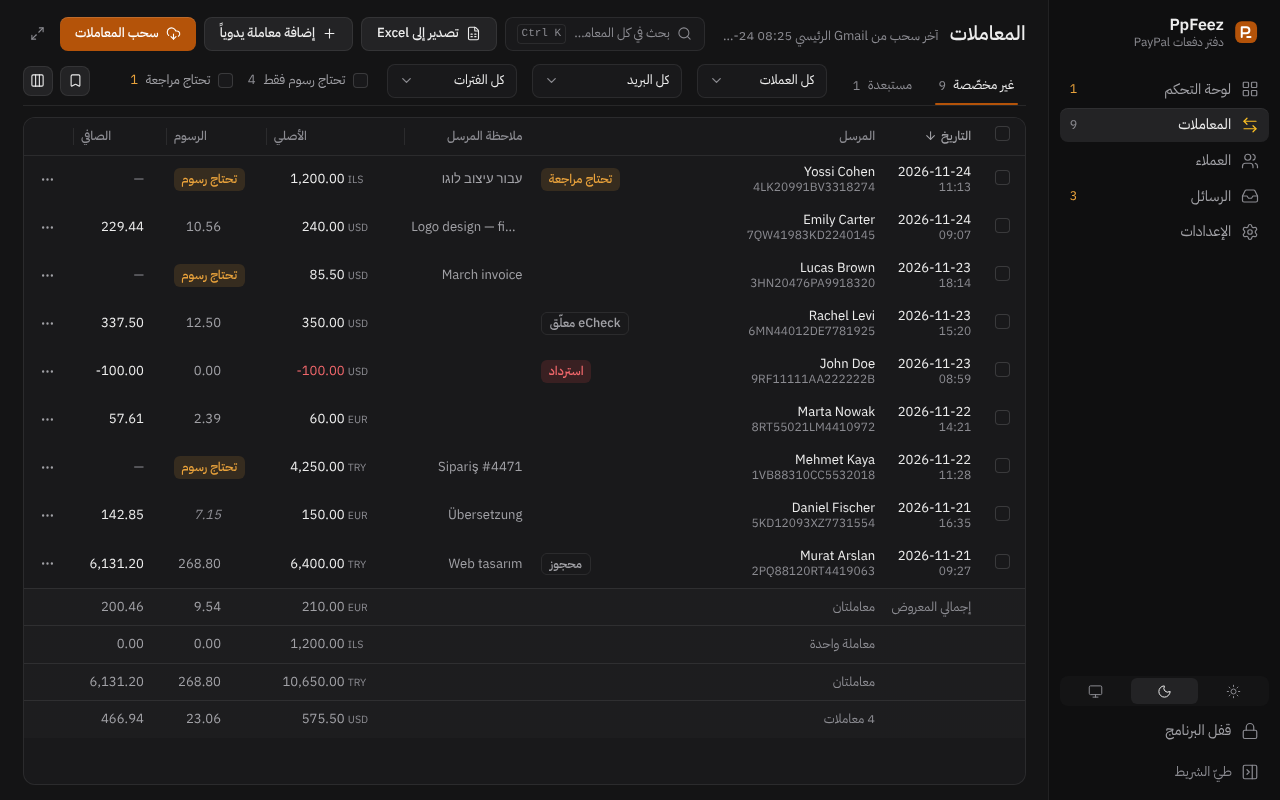 PpFeez
دفتر دفعات PayPal
لوحة التحكم 1
المعاملات 9
العملاء
الرسائل 3
الإعدادات
قفل البرنامج
طيّ الشريط
المعاملات
آخر سحب من Gmail الرئيسي 08:25 24-...
بحث في كل المعامـ... Ctrl K
تصدير إلى Excel
إضافة معاملة يدوياً
سحب المعاملات
غير مخصّصة 9
مستبعدة 1
كل العملات
كل البريد
كل الفترات
تحتاج رسوم فقط 4
تحتاج مراجعة 1
التاريخ المرسل ملاحظة المرسل الأصلي الرسوم الصافي
2026-11-24 Yossi Cohen تحتاج مراجعة עבור עיצוב לוגו 1,200.00 ILS تحتاج رسوم —
11:13 4LK20991BV3318274
2026-11-24 Emily Carter Logo design — fi... 240.00 USD 10.56 229.44
09:07 7QW41983KD2240145
2026-11-23 Lucas Brown March invoice 85.50 USD تحتاج رسوم —
18:14 3HN20476PA9918320
2026-11-23 Rachel Levi eCheck معلّق 350.00 USD 12.50 337.50
15:20 6MN44012DE7781925
2026-11-23 John Doe استرداد -100.00 USD 0.00 -100.00
08:59 9RF11111AA222222B
2026-11-22 Marta Nowak 60.00 EUR 2.39 57.61
14:21 8RT55021LM4410972
2026-11-22 Mehmet Kaya Sipariş #4471 4,250.00 TRY تحتاج رسوم —
11:28 1VB88310CC5532018
2026-11-21 Daniel Fischer Übersetzung 150.00 EUR 7.15 142.85
16:35 5KD12093XZ7731554
2026-11-21 Murat Arslan محجوز Web tasarım 6,400.00 TRY 268.80 6,131.20
09:27 2PQ88120RT4419063
إجمالي المعروض معاملتان 210.00 EUR 9.54 200.46
معاملة واحدة 1,200.00 ILS 0.00 0.00
معاملتان 10,650.00 TRY 268.80 6,131.20
4 معاملات 575.50 USD 23.06 466.94